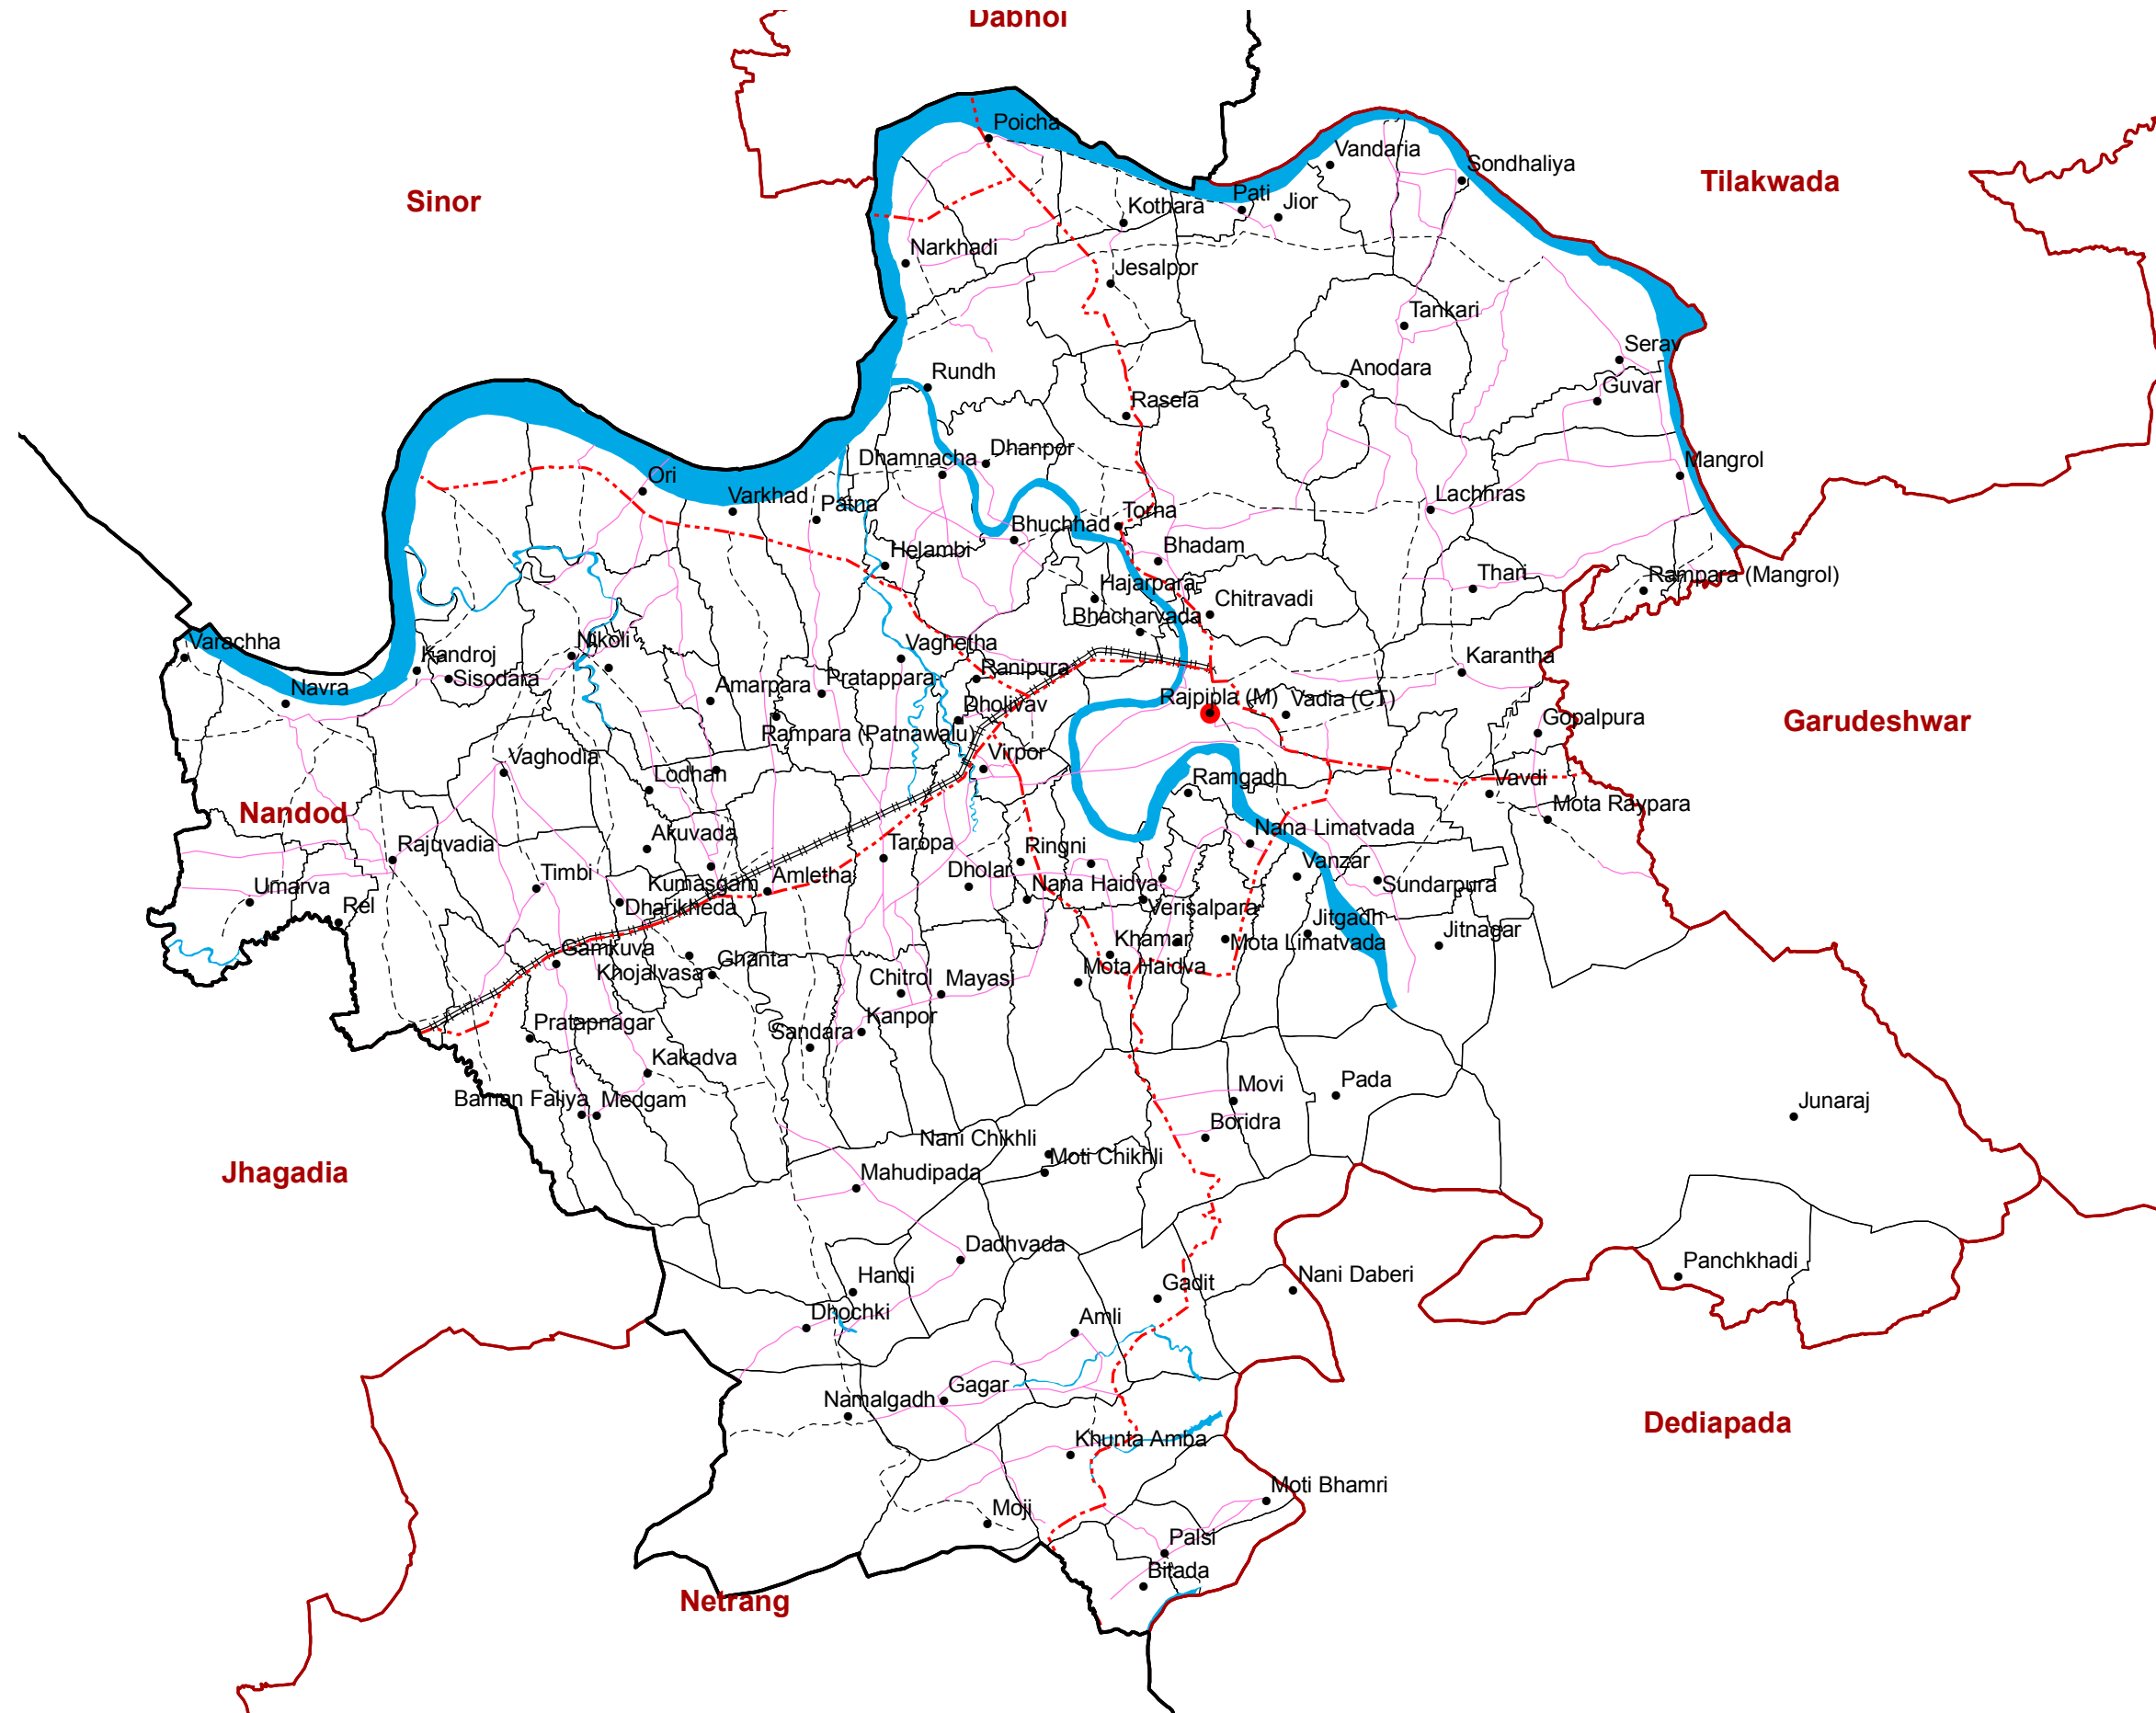 Dabhoi
Poicha
Vandaria
Sondhaliya
Tilakwada
Sinor
Pati
Jior
Kothara
Narkhadi
Jesalpor
Tankari
Serav
Anodara
Guvar
Rundh
Rasela
Dhanpor
Dhamnacha
Mangrol
Ori
Varkhad
Patna
Lachhras
Bhuchhad
Torna
Helambi
Bhadam
Thari
Rampara (Mangrol)
Hajarpara
Chitravadi
Bhacharvada
Varachha
Nikoli
Vaghetha
Kandroj
Sisodara
Ranipura
Karantha
Navra
Amarpara
Pratappara
Rajpipla (M)
Vadia (CT)
Dholivav
Gopalpura
Garudeshwar
Rampara (Patnawalu)
Vaghodia
Lodhan
Virpor
Ramgadh
Vavdi
Mota Raypara
Nandod
Akuvada
Nana Limatvada
Rajuvadia
Taropa
Ringni
Vanzar
Timbi
Kumasgam
Amletha
Dholar
Nana Haidva
Sundarpura
Umarva
Rel
Dharikheda
Verisalpara
Jitgadh
Jitnagar
Gamkuva
Khamar
Mota Limatvada
Khojalvasa
Ghanta
Chitrol
Mayasi
Mota Haidva
Pratapnagar
Sandara
Kanpor
Kakadva
Movi
Pada
Baman Faliya
Medgam
Junaraj
Boridra
Nani Chikhli
Moti Chikhli
Jhagadia
Mahudipada
Dadhvada
Panchkhadi
Handi
Gadit
Nani Daberi
Dhochki
Amli
Namalgadh
Gagar
Dediapada
Khunta Amba
Moti Bhamri
Moji
Palsi
Bitada
Netrang